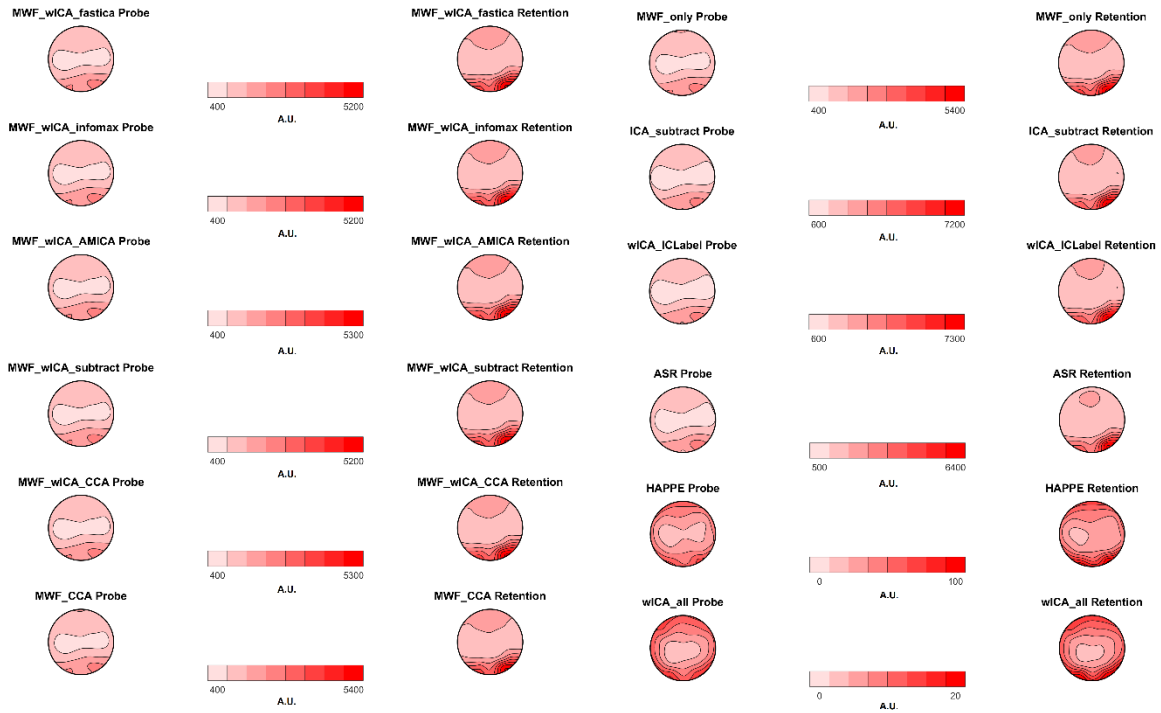 MWF_wICA_fastica Probe
MWF_wICA_fastica Retention
MWF_only Probe
MWF_only Retention
400 5200
A.U.
400 5400
A.U.
MWF_wICA_infomax Probe
MWF_wICA_infomax Retention
ICA_subtract Probe
ICA_subtract Retention
400 5200
A.U.
600 7200
A.U.
MWF_wICA_AMICA Probe
MWF_wICA_AMICA Retention
wICA_ICLabel Probe
wICA_ICLabel Retention
400 5300
A.U.
600 7300
A.U.
MWF_wICA_subtract Probe
MWF_wICA_subtract Retention
ASR Probe
ASR Retention
400 5200
A.U.
500 6400
A.U.
MWF_wICA_CCA Probe
MWF_wICA_CCA Retention
HAPPE Probe
HAPPE Retention
400 5300
A.U.
0 100
A.U.
MWF_CCA Probe
MWF_CCA Retention
wICA_all Probe
wICA_all Retention
400 5400
A.U.
0 20
A.U.